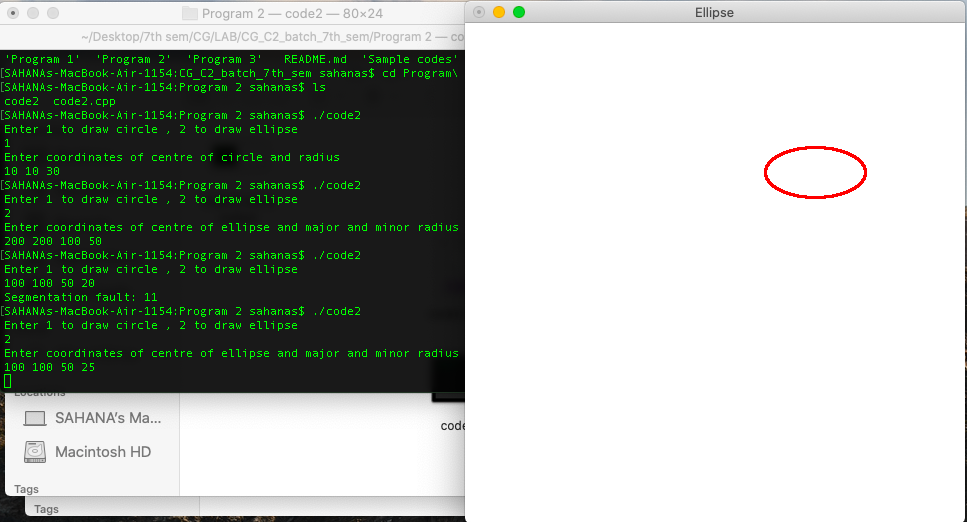 Program 2 — code2 — 80×24
~/Desktop/7th sem/CG/LAB/CG_C2_batch_7th_sem/Program 2 — co
'Program 1' 'Program 2' 'Program 3' README.md 'Sample codes'
[SAHANAs-MacBook-Air-1154:CG_C2_batch_7th_sem sahanas$ cd Program\
[SAHANAs-MacBook-Air-1154:Program 2 sahanas$ ls
code2 code2.cpp
[SAHANAs-MacBook-Air-1154:Program 2 sahanas$ ./code2
Enter 1 to draw circle , 2 to draw ellipse
1
Enter coordinates of centre of circle and radius
10 10 30
[SAHANAs-MacBook-Air-1154:Program 2 sahanas$ ./code2
Enter 1 to draw circle , 2 to draw ellipse
2
Enter coordinates of centre of ellipse and major and minor radius
200 200 100 50
[SAHANAs-MacBook-Air-1154:Program 2 sahanas$ ./code2
Enter 1 to draw circle , 2 to draw ellipse
100 100 50 20
Segmentation fault: 11
[SAHANAs-MacBook-Air-1154:Program 2 sahanas$ ./code2
Enter 1 to draw circle , 2 to draw ellipse
2
Enter coordinates of centre of ellipse and major and minor radius
100 100 50 25
Locations
SAHANA's Ma...
Macintosh HD
Tags
Tags
code
Ellipse